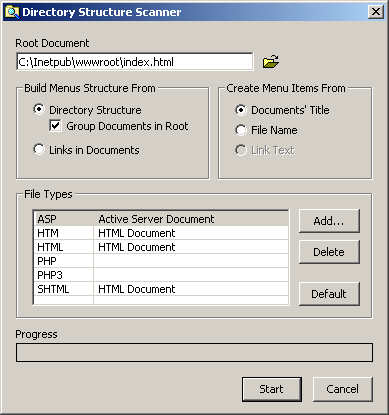 Directory Structure Scanner
Root Document
C:\Inetpub\wwwroot\index.html
Build Menus Structure From
Directory Structure
Group Documents in Root
Links in Documents
Create Menu Items From
Documents' Title
File Name
Link Text
File Types
ASP Active Server Document
HTM HTML Document
HTML HTML Document
PHP
PHP3
SHTML HTML Document
Add...
Delete
Default
Progress
Start Cancel